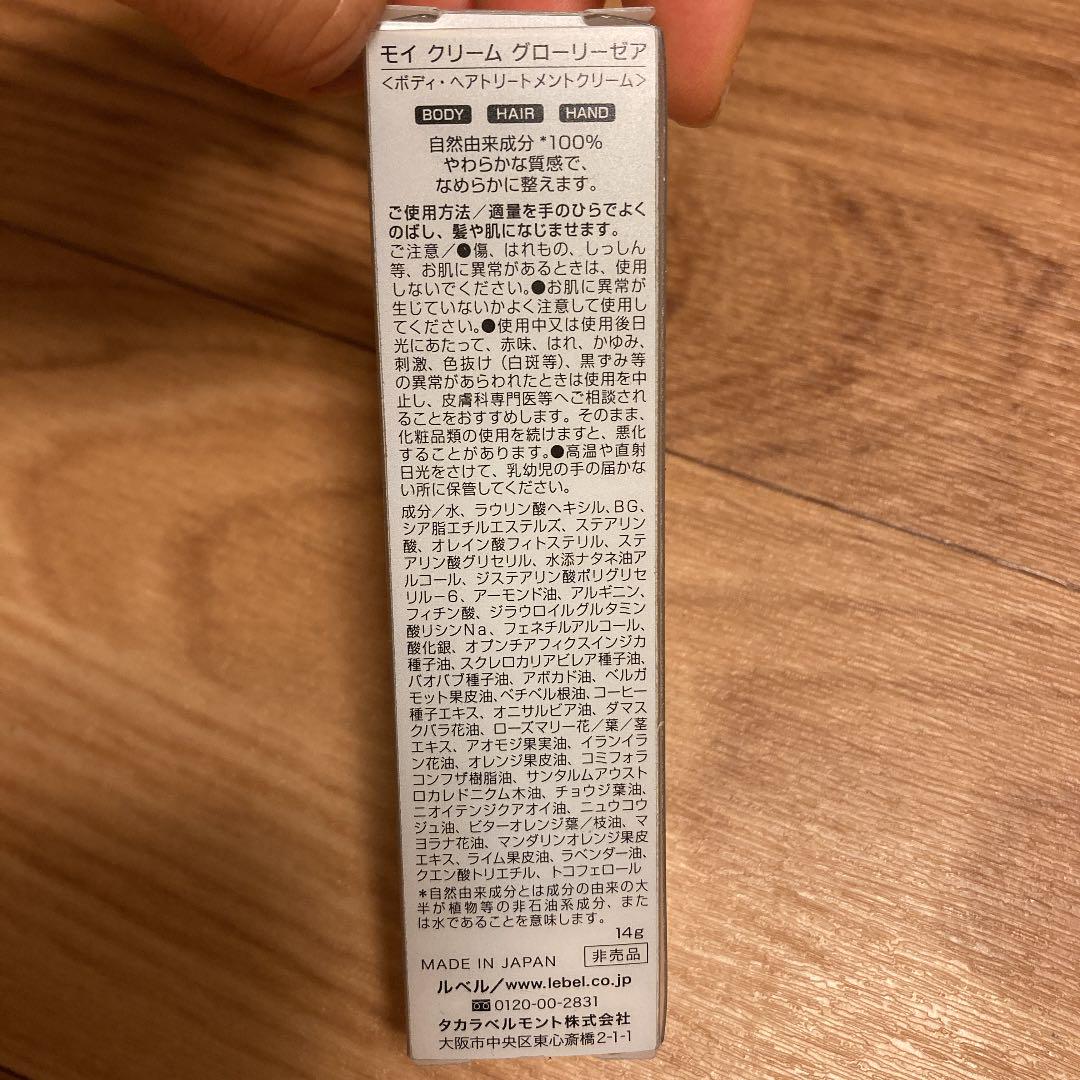 モイ クリーム グローリーゼア
<ボディ・ヘアトリートメントクリーム>
BODY HAIR HAND
自然由来成分 *100%
やわらかな質感で、
なめらかに整えます。
ご使用方法／適量を手のひらでよく
のばし、髪や肌になじませます。
ご注意／●傷、はれもの、しっしん
等、お肌に異常があるときは、使用
しないでください。●お肌に異常が
生じていないかよく注意して使用し
てください。●使用中又は使用後日
光にあたって、赤味、はれ、かゆみ、
刺激、色抜け（白斑等）、黒ずみ等
の異常があらわれたときは使用を中
止し、皮膚科専門医等へご相談され
ることをおすすめします。そのまま、
化粧品類の使用を続けますと、悪化
することがあります。●高温や直射
日光をさけて、乳幼児の手の届かな
い所に保管してください。
成分／水、ラウリン酸ヘキシル、BG、
シア脂エチルエステルズ、ステアリン
酸、オレイン酸フィトステリル、ステ
アリン酸グリセリル、水添ナタネ油ア
ルコール、ジステアリン酸ポリグリセ
リル－6、アーモンド油、アルギニン、
フィチン酸、ジラウロイルグルタミン
酸リシンNa、フェネチルアルコール、
酸化銀、オプンチアフィクスインジカ
種子油、スクレロカリアビレア種子油、
バオバブ種子油、アボカド油、ベルガ
モット果皮油、ベチベル根油、コーヒー
種子エキス、オニサルビア油、ダマス
クバラ花油、ローズマリー花／葉／茎
エキス、アオモジ果実油、イランイラ
ン花油、オレンジ果皮油、コミフォラ
コンフザ樹脂油、サンタルムアウスト
ロカレドニクム木油、チョウジ葉油、
ニオイテンジクアオイ油、ニュウコウ
ジュ油、ビターオレンジ葉／枝油、マ
ヨラナ花油、マンダリンオレンジ果皮
エキス、ライム果皮油、ラベンダー油、
クエン酸トリエチル、トコフェロール
*自然由来成分とは成分の由来の大
半が植物等の非石油系成分、また
は水であることを意味します。
14g
MADE IN JAPAN 非売品
ルベル／www.lebel.co.jp
0120-00-2831
タカラベルモント株式会社
大阪市中央区東心斎橋2-1-1